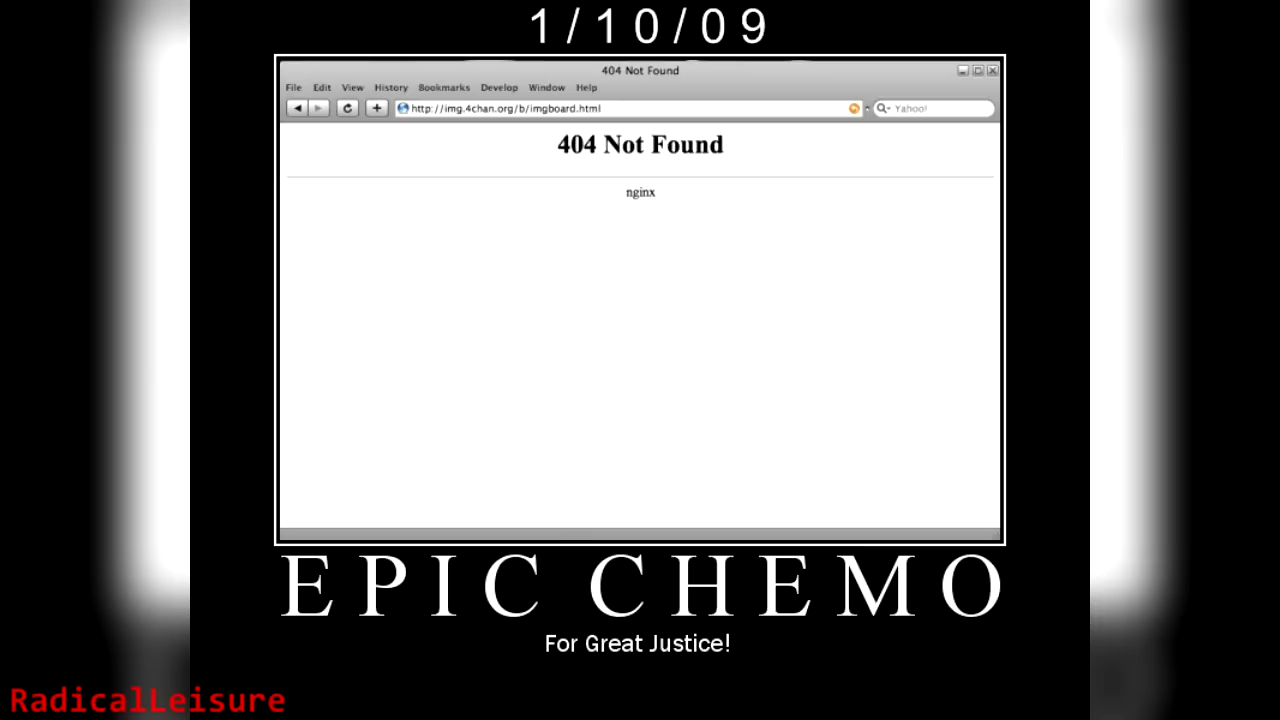 1/10/09
404 Not Found
File Edit View History Bookmarks Develop Window Help
http://img.4chan.org/b/imgboard.html Yahoo!
404 Not Found
nginx
EPIC CHEMO
For Great Justice!
RadicalLeisure